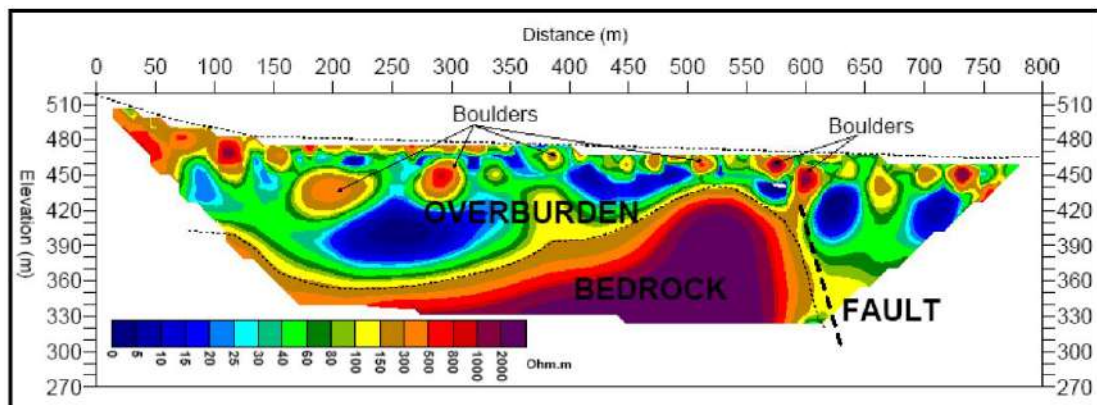 Distance (m)
0 50 100 150 200 250 300 350 400 450 500 550 600 650 700 750 800
Boulders
Boulders
Elevation (m)
510
480
450
420
390
360
330
300
270
510
480
450
420
390
360
330
300
270
OVERBURDEN
BEDROCK
FAULT
0 5 10 15 20 25 30 40 60 80 100 150 300 500 800 1000 2000
Ohm.m